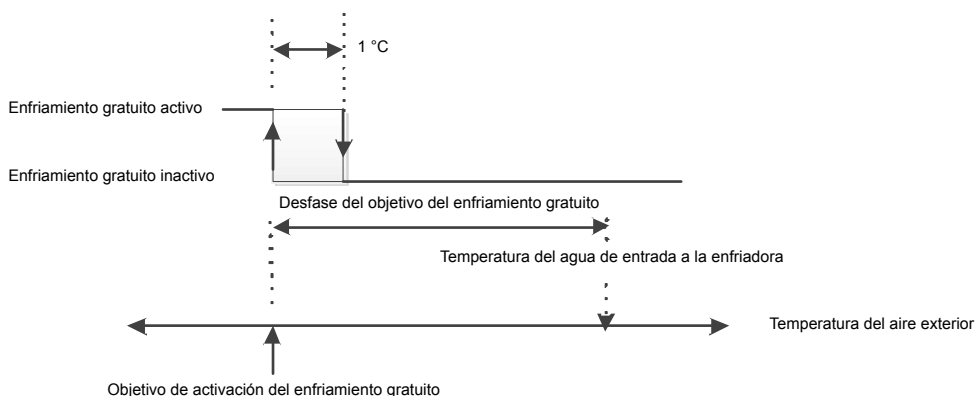 1 °C
Enfriamiento gratuito activo
Enfriamiento gratuito inactivo
Desfase del objetivo del enfriamiento gratuito
Temperatura del agua de entrada a la enfriadora
Temperatura del aire exterior
Objetivo de activación del enfriamiento gratuito